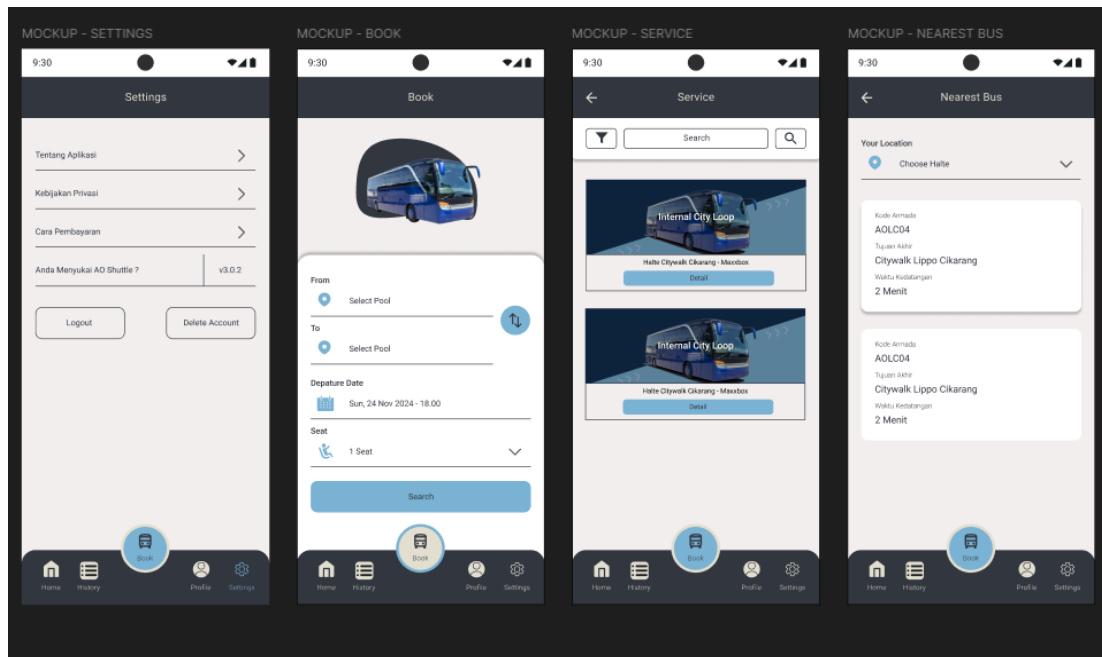 MOCKUP - SETTINGS
9:30
Settings
Tentang Aplikasi
Kebijakan Privasi
Cara Pembayaran
Anda Menyukai AO Shuttle ?
v3.0.2
Logout
Delete Account
Book
Home
History
Profile
Settings
MOCKUP - BOOK
9:30
Book
From
Select Pool
To
Select Pool
Depature Date
Sun, 24 Nov 2024 - 18.00
Seat
1 Seat
Search
Book
Home
History
Profile
Settings
MOCKUP - SERVICE
9:30
Service
Search
Internal City Loop
Halte Citywalk Cikarang - Maxxbox
Detail
Internal City Loop
Halte Citywalk Cikarang - Maxxbox
Detail
Book
Home
History
Profile
Settings
MOCKUP - NEAREST BUS
9:30
Nearest Bus
Your Location
Choose Halte
Kode Armada
AOLC04
Tujuan Akhir
Citywalk Lippo Cikarang
Waktu Kedatangan
2 Menit
Kode Armada
AOLC04
Tujuan Akhir
Citywalk Lippo Cikarang
Waktu Kedatangan
2 Menit
Book
Home
History
Profile
Settings